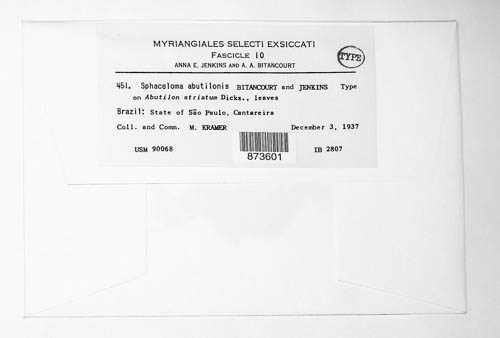 MYRIANGIALES SELECTI EXSICCATI
FASCICLE 10
TYPE
ANNA E. JENKINS AND A. A. BITANCOURT
451. Sphaceloma abutilonis BITANCOURT and JENKINS Type
on Abutilon striatum Dicks., leaves
Brazil: State of São Paulo, Cantareira
Coll. and Comm. M. KRAMER December 3, 1937
USM 90068 IB 2807
873601